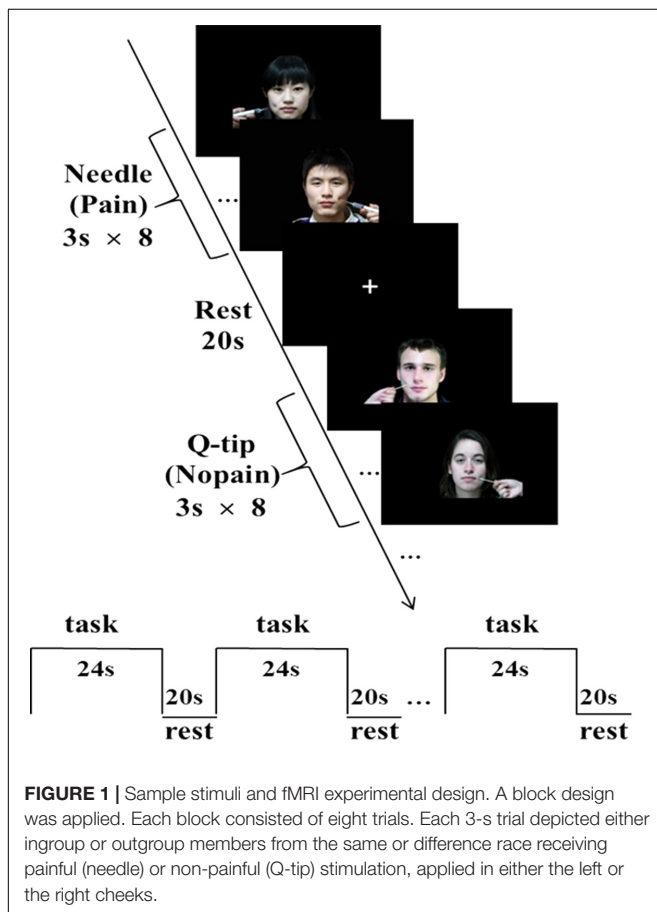 Needle
(Pain)
3s × 8
...
Rest
20s
+
Q-tip
(Nopain)
3s × 8
...
...
task task task
24s 24s 24s
20s 20s ... 20s
rest rest rest
FIGURE 1 | Sample stimuli and fMRI experimental design. A block design
was applied. Each block consisted of eight trials. Each 3-s trial depicted either
ingroup or outgroup members from the same or difference race receiving
painful (needle) or non-painful (Q-tip) stimulation, applied in either the left or
the right cheeks.